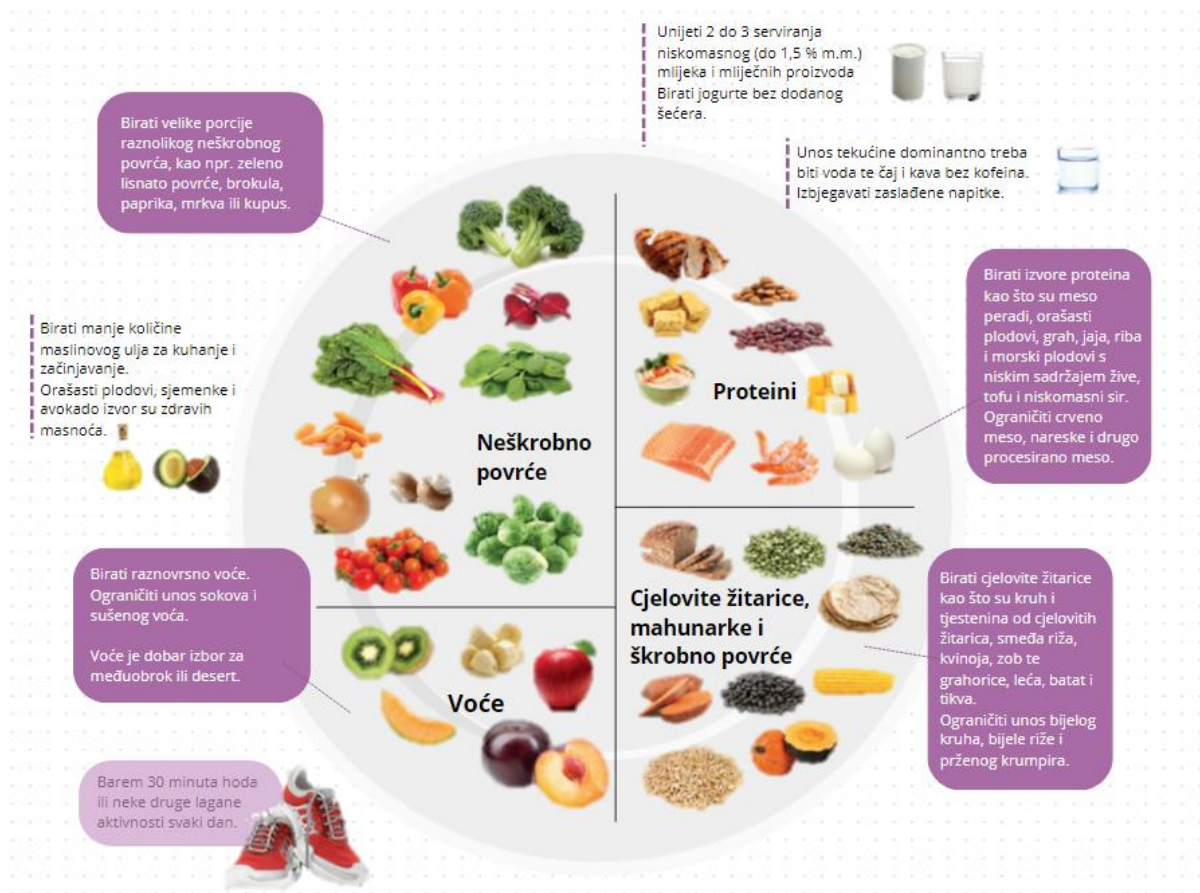 Unijeti 2 do 3 serviranja
niskomasnog (do 1,5 % m.m.)
mlijeka i mliječnih proizvoda
Birati jogurte bez dodanog
šećera.
Birati velike porcije
raznolikog neškrobnog
povrća, kao npr. zeleno
lisnato povrće, brokula,
paprika, mrkva ili kupus.
Unos tekućine dominantno treba
biti voda te čaj i kava bez kofeina.
Izbjegavati zaslađene napitke.
Birati manje količine
maslinovog ulja za kuhanje i
začinjavanje.
Orašasti plodovi, sjemenke i
avokado izvor su zdravih
masnoća.
Neškrobno
povrće
Proteini
Birati izvore proteina
kao što su meso
peradi, orašasti
plodovi, grah, jaja, riba
i morski plodovi s
niskim sadržajem žive,
tofu i niskomasni sir.
Ograničiti crveno
meso, nareske i drugo
procesirano meso.
Birati raznovrsno voće.
Ograničiti unos sokova i
sušenog voća.
Voće je dobar izbor za
međuobrok ili desert.
Voće
Cjelovite žitarice,
mahunarke i
škrobno povrće
Birati cjelovite žitarice
kao što su kruh i
tjestenina od cjelovitih
žitarica, smeđa riža,
kvinoja, zob te
grahorice, leća, batat i
tikva.
Ograničiti unos bijelog
kruha, bijele riže i
prženog krumpira.
Barem 30 minuta hoda
ili neke druge lagane
aktivnosti svaki dan.